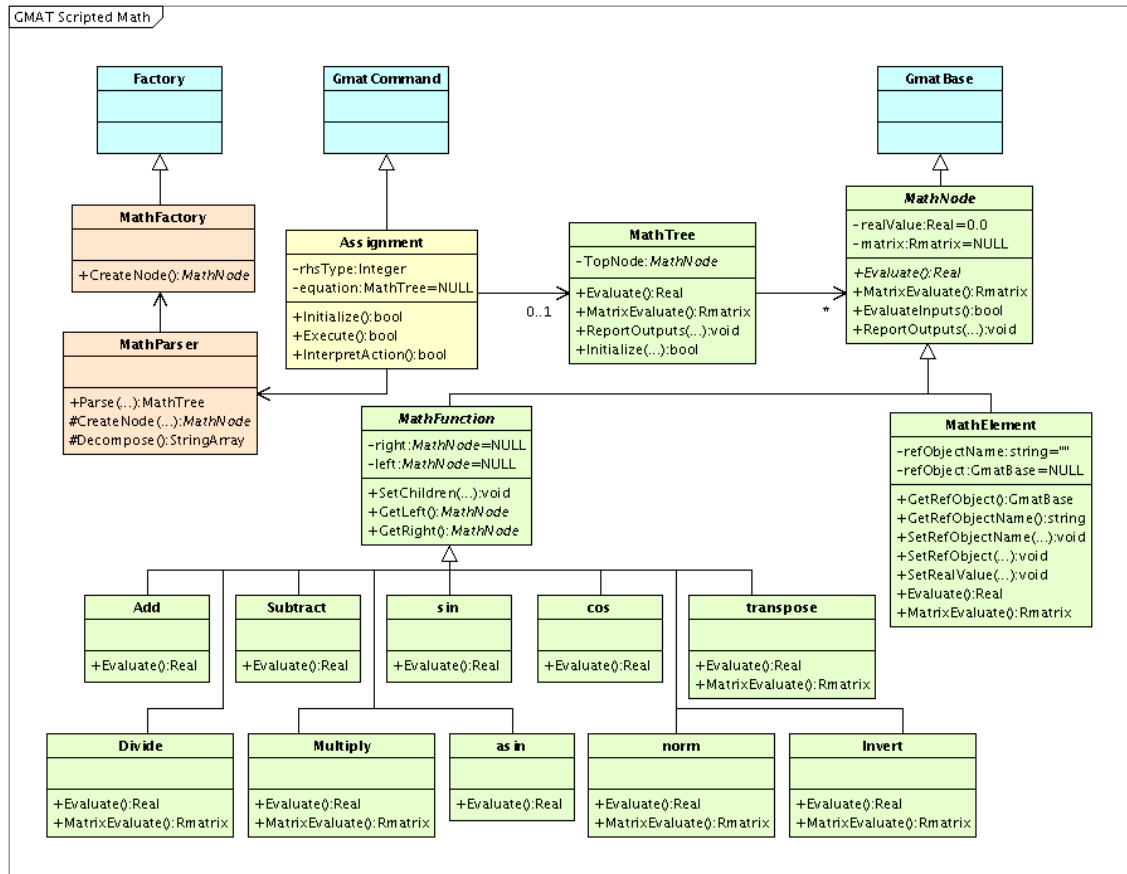 GMAT Scripted Math
Factory
GmatCommand
GmatBase
MathFactory
+CreateNode():MathNode
Assignment
-rhsType:Integer
-equation:MathTree=NULL
+Initialize():bool
+Execute():bool
+InterpretAction():bool
MathTree
-TopNode:MathNode
+Evaluate():Real
+MatrixEvaluate():Rmatrix
+ReportOutputs(...):void
+Initialize(...):bool
MathNode
-realValue:Real=0.0
-matrix:Rmatrix=NULL
+Evaluate():Real
+MatrixEvaluate():Rmatrix
+EvaluateInputs():bool
+ReportOutputs(...):void
0..1
*
MathParser
+Parse(...):MathTree
#CreateNode(...):MathNode
#Decompose():StringArray
MathFunction
-right:MathNode=NULL
-left:MathNode=NULL
+SetChildren(...):void
+GetLeft():MathNode
+GetRight():MathNode
MathElement
-refObjectName:string=""
-refObject:GmatBase=NULL
+GetRefObject():GmatBase
+GetRefObjectName():string
+SetRefObjectName(...):void
+SetRefObject(...):void
+SetRealValue(...):void
+Evaluate():Real
+MatrixEvaluate():Rmatrix
Add
+Evaluate():Real
Subtract
+Evaluate():Real
sin
+Evaluate():Real
cos
+Evaluate():Real
transpose
+Evaluate():Real
+MatrixEvaluate():Rmatrix
Divide
+Evaluate():Real
+MatrixEvaluate():Rmatrix
Multiply
+Evaluate():Real
+MatrixEvaluate():Rmatrix
asin
+Evaluate():Real
norm
+Evaluate():Real
+MatrixEvaluate():Rmatrix
Invert
+Evaluate():Real
+MatrixEvaluate():Rmatrix